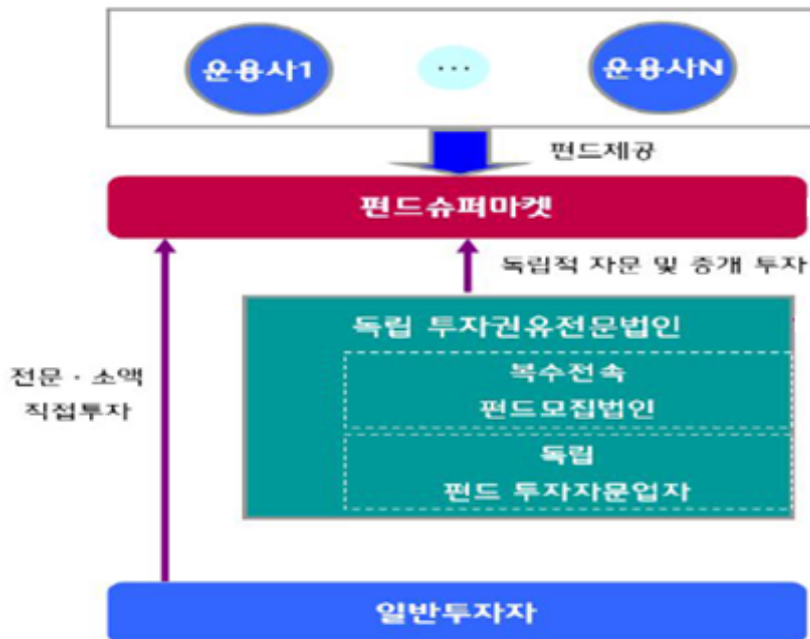 운용사1
...
운용사N
펀드제공
펀드슈퍼마켓
독립적 자문 및 중개 투자
독립 투자권유전문법인
복수전속
펀드모집법인
독립
펀드 투자자문업자
전문 · 소액
직접투자
일반투자자